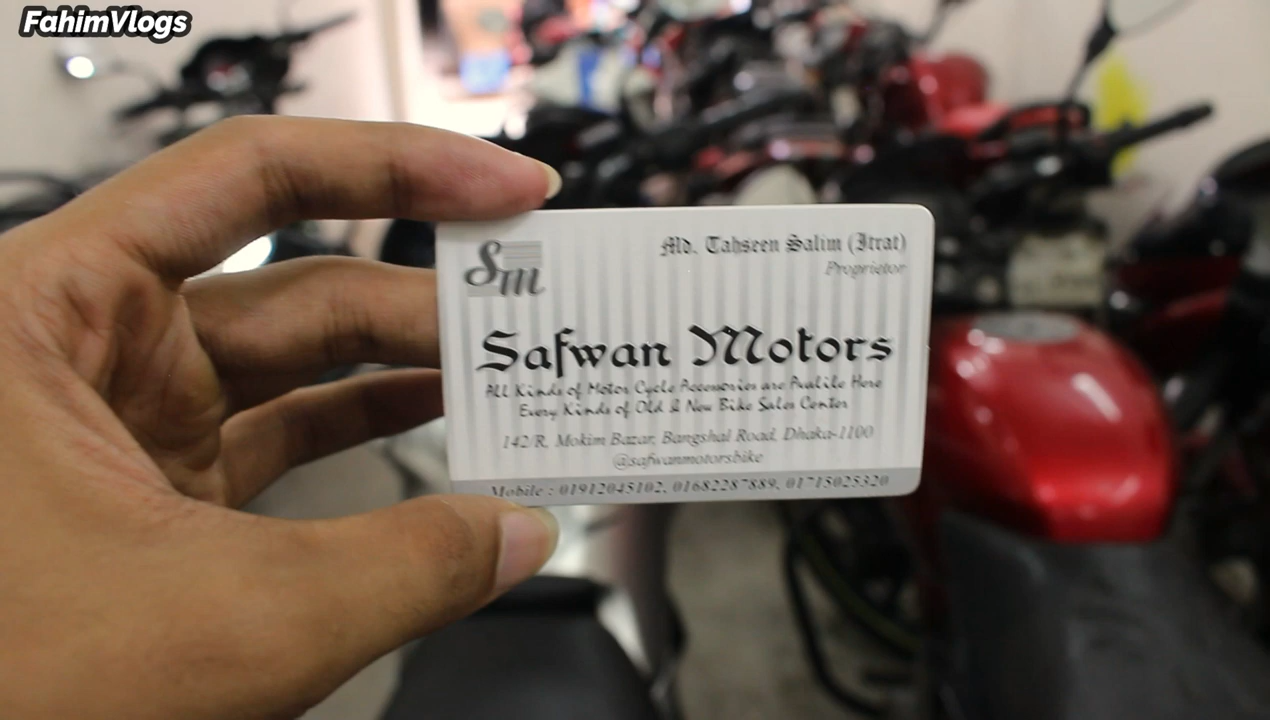 FahimVlogs
SM
Md. Tahseen Salim (Itrat)
Proprietor
Safwan Motors
All Kinds of Motor Cycle Accessories are Avalile Here
Every Kinds of Old & New Bike Sales Center
142/R, Mokim Bazar, Bangshal Road, Dhaka-1100
@safwanmotorsbike
Mobile : 01912045102, 01682287889, 01715025320